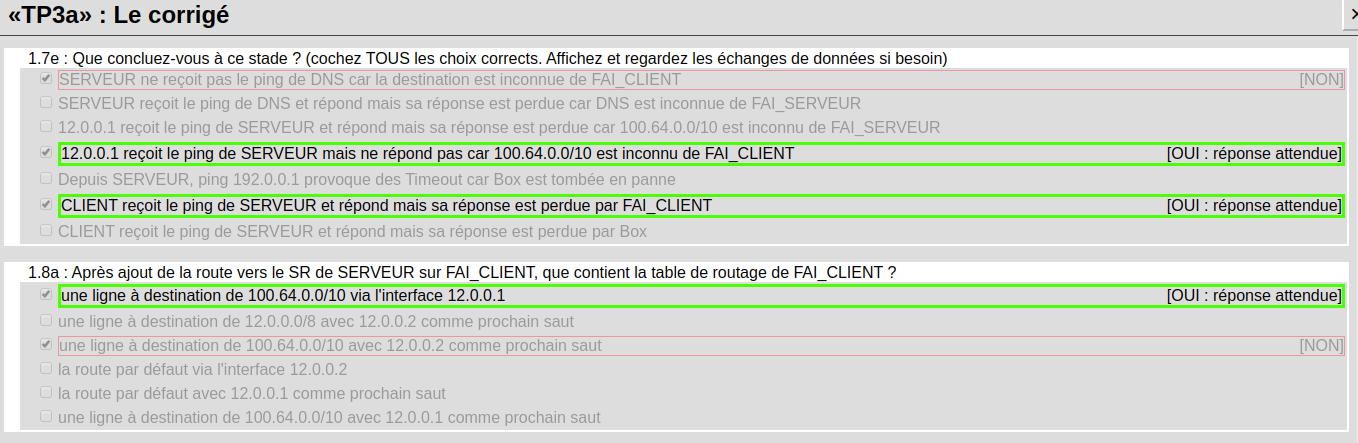 «TP3a» : Le corrigé
1.7e : Que concluez-vous à ce stade ? (cochez TOUS les choix corrects. Affichez et regardez les échanges de données si besoin)
SERVEUR ne reçoit pas le ping de DNS car la destination est inconnue de FAI_CLIENT [NON]
SERVEUR reçoit le ping de DNS et répond mais sa réponse est perdue car DNS est inconnue de FAI_SERVEUR
12.0.0.1 reçoit le ping de SERVEUR et répond mais sa réponse est perdue car 100.64.0.0/10 est inconnu de FAI_SERVEUR
12.0.0.1 reçoit le ping de SERVEUR mais ne répond pas car 100.64.0.0/10 est inconnu de FAI_CLIENT [OUI : réponse attendue]
Depuis SERVEUR, ping 192.0.0.1 provoque des Timeout car Box est tombée en panne
CLIENT reçoit le ping de SERVEUR et répond mais sa réponse est perdue par FAI_CLIENT [OUI : réponse attendue]
CLIENT reçoit le ping de SERVEUR et répond mais sa réponse est perdue par Box
1.8a : Après ajout de la route vers le SR de SERVEUR sur FAI_CLIENT, que contient la table de routage de FAI_CLIENT ?
une ligne à destination de 100.64.0.0/10 via l'interface 12.0.0.1 [OUI : réponse attendue]
une ligne à destination de 12.0.0.0/8 avec 12.0.0.2 comme prochain saut
une ligne à destination de 100.64.0.0/10 avec 12.0.0.2 comme prochain saut [NON]
la route par défaut via l'interface 12.0.0.2
la route par défaut avec 12.0.0.1 comme prochain saut
une ligne à destination de 100.64.0.0/10 avec 12.0.0.1 comme prochain saut